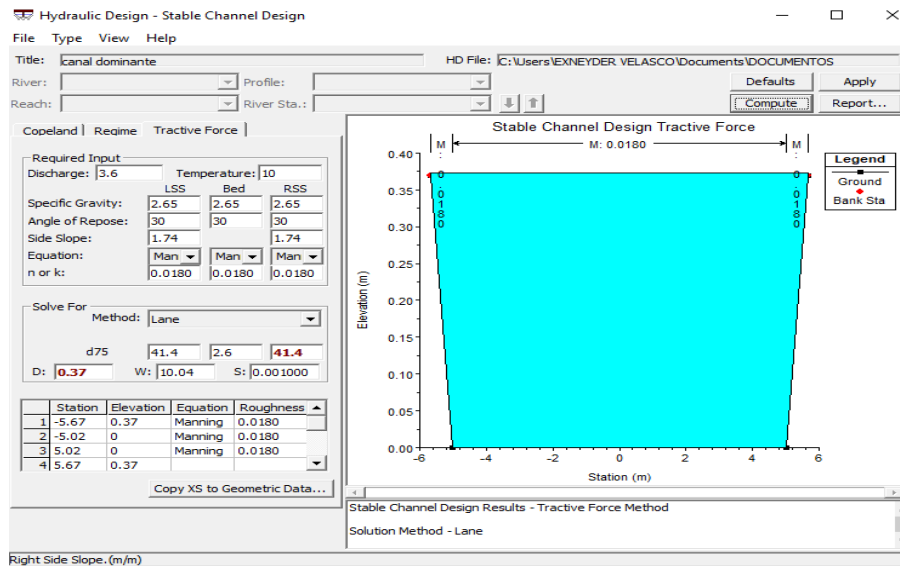 Hydraulic Design - Stable Channel Design
File Type View Help
Title: canal dominante HD File: C:\Users\EXNEYDER VELASCO\Documents\DOCUMENTOS
River: Profile: Defaults Apply
Reach: River Sta.: Compute Report...
Copeland Regime Tractive Force
Required Input
Discharge: 3.6 Temperature: 10
LSS Bed RSS
Specific Gravity: 2.65 2.65 2.65
Angle of Repose: 30 30 30
Side Slope: 1.74 1.74
Equation: Man Man Man
n or k: 0.0180 0.0180 0.0180
Solve For
Method: Lane
d75 41.4 2.6 41.4
D: 0.37 W: 10.04 S: 0.001000
Station Elevation Equation Roughness
1 -5.67 0.37 Manning 0.0180
2 -5.02 0 Manning 0.0180
3 5.02 0 Manning 0.0180
4 5.67 0.37
Copy XS to Geometric Data...
Stable Channel Design Tractive Force
M: 0.0180
M: 0.0180
M: 0.0180
Legend
Ground
Bank Sta
Elevation (m)
0.40
0.35
0.30
0.25
0.20
0.15
0.10
0.05
0.00
-6 -4 -2 0 2 4 6
Station (m)
Stable Channel Design Results - Tractive Force Method
Solution Method - Lane
Right Side Slope.(m/m)